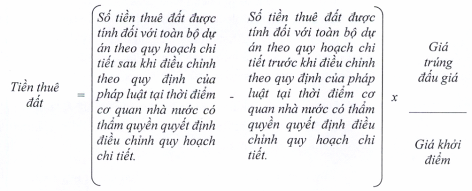 Tiền thuê
đất
=
Số tiền thuê đất được
tính đối với toàn bộ dự
án theo quy hoạch chi
tiết sau khi điều chỉnh
theo quy định của
pháp luật tại thời điểm
cơ quan nhà nước có
thẩm quyền quyết định
điều chỉnh quy hoạch
chi tiết.
-
Số tiền thuê đất được
tính đối với toàn bộ dự
án theo quy hoạch chi
tiết trước khi điều chỉnh
theo quy định của pháp
luật tại thời điểm cơ
quan nhà nước có thẩm
quyền quyết định điều
chỉnh quy hoạch chi
tiết.
x
Giá
trúng
đấu giá
Giá khởi
điểm